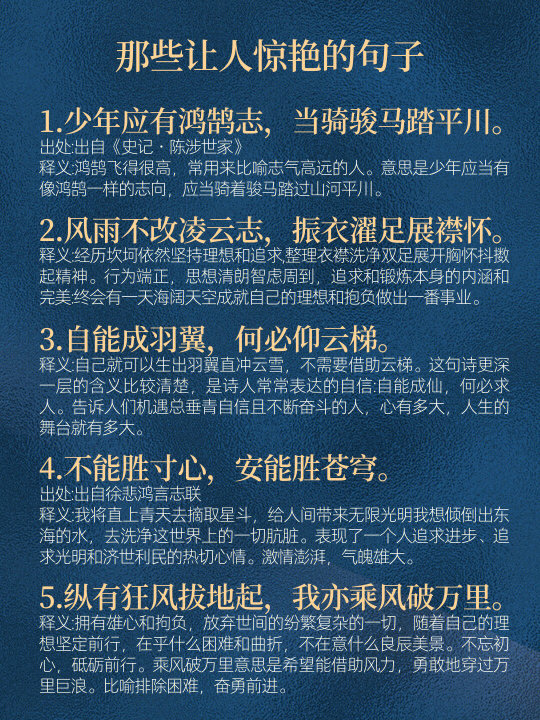 那些让人惊艳的句子
1.少年应有鸿鹄志，当骑骏马踏平川。
出处:出自《史记·陈涉世家》
释义:鸿鹄飞得很高，常用来比喻志气高远的人。意思是少年应当有
像鸿鹄一样的志向，应当骑着骏马踏过山河平川。
2.风雨不改凌云志，振衣濯足展襟怀。
释义:经历坎坷依然坚持理想和追求,整理衣襟洗净双足展开胸怀抖擞
起精神。行为端正，思想清朗智虑周到，追求和锻炼本身的内涵和
完美终会有一天海阔天空成就自己的理想和抱负做出一番事业。
3.自能成羽翼，何必仰云梯。
释义:自己就可以生出羽翼直冲云雪，不需要借助云梯。这句诗更深
一层的含义比较清楚，是诗人常常表达的自信:自能成仙，何必求
人。告诉人们机遇总垂青自信且不断奋斗的人，心有多大，人生的
舞台就有多大。
4.不能胜寸心，安能胜苍穹。
出处:出自徐悲鸿言志联
释义:我将直上青天去摘取星斗，给人间带来无限光明我想倾倒出东
海的水，去洗净这世界上的一切肮脏。表现了一个人追求进步、追
求光明和济世利民的热切心情。激情澎湃，气魄雄大。
5.纵有狂风拔地起，我亦乘风破万里。
释义:拥有雄心和抱负，放弃世间的纷繁复杂的一切，随着自己的理
想坚定前行，在乎什么困难和曲折，不在意什么良辰美景。不忘初
心，砥砺前行。乘风破万里意思是希望能借助风力，勇敢地穿过万
里巨浪。比喻排除困难，奋勇前进。